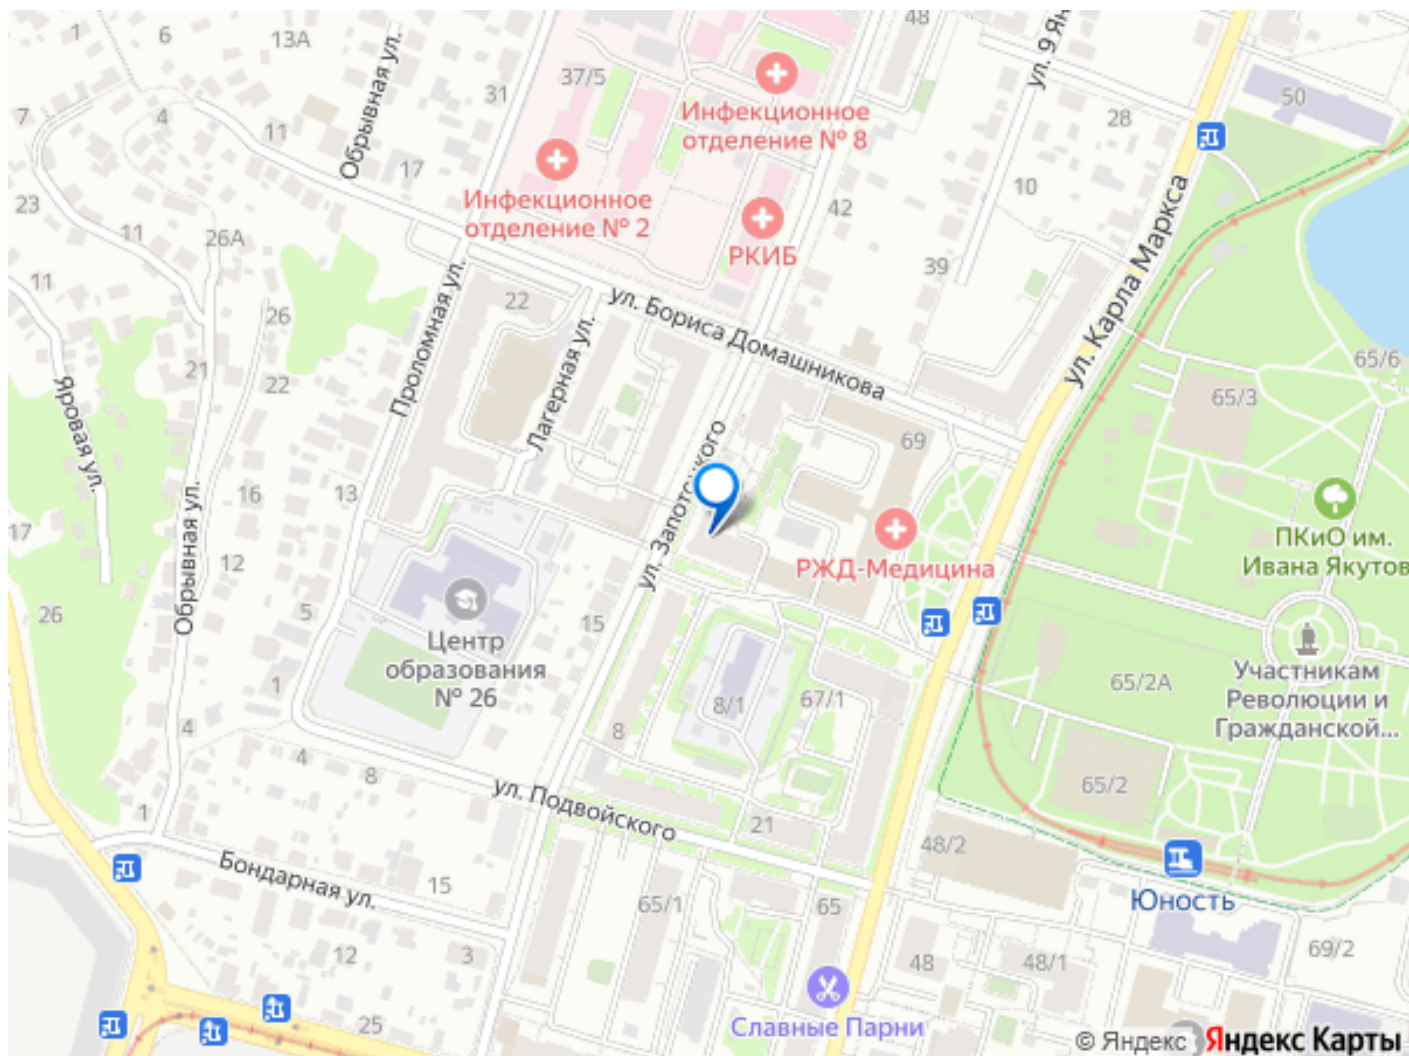 1
6
13А
Обрывная ул.
37/5
31
48
ул. 9 Ян
50
7
4
11
17
Инфекционное
отделение № 8
28
Инфекционное
отделение № 2
РКИБ
42
10
39
ул. Карла Маркса
23
11
26А
11
26
Проломная ул.
22
ул. Бориса Домашникова
Лагерная ул.
21
22
Яровая ул.
69
65/3
65/6
16
13
ул. Запотоцкого
РЖД-Медицина
ПКиО им.
Ивана Якутов
17
Обрывная ул.
12
26
5
Центр
образования
№ 26
15
1
4
8/1
67/1
8
65/2А
Участникам
Революции и
Гражданской...
4
8
ул. Подвойского
65/2
1
21
48/2
Юность
Бондарная ул.
15
65/1
65
12
3
48
48/1
69/2
25
Славные Парни
© Яндекс Яндекс Карты